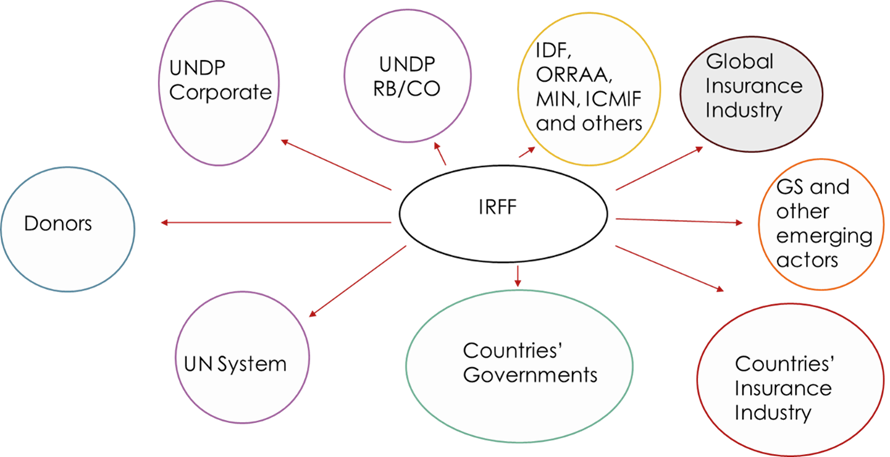 UNDP
Corporate
UNDP
RB/CO
IDF,
ORRAA,
MIN, ICMIF
and others
Global
Insurance
Industry
Donors
IRFF
GS and
other
emerging
actors
UN System
Countries’
Governments
Countries’
Insurance
Industry